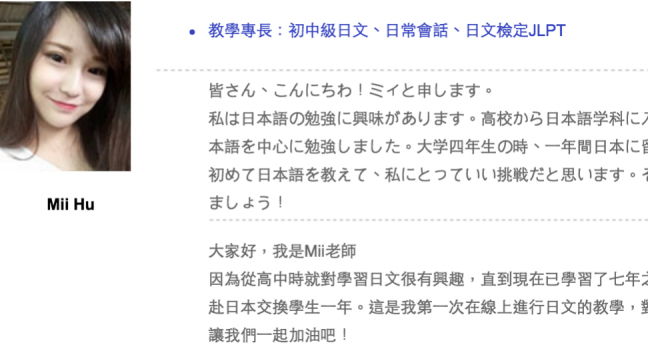 • 教學專長：初中級日文、日常會話、日文檢定JLPT
皆さん、こんにちわ！ミィと申します。
私は日本語の勉強に興味があります。高校から日本語学科に
本語を中心に勉強しました。大学四年生の時、一年間日本に
初めて日本語を教えて、私にとっていい挑戦だと思います。
ましょう！
Mii Hu
大家好，我是Mii老師
因為從高中時就對學習日文很有興趣，直到現在已學習了七年之
赴日本交換學生一年。這是我第一次在線上進行日文的教學，
讓我們一起加油吧！